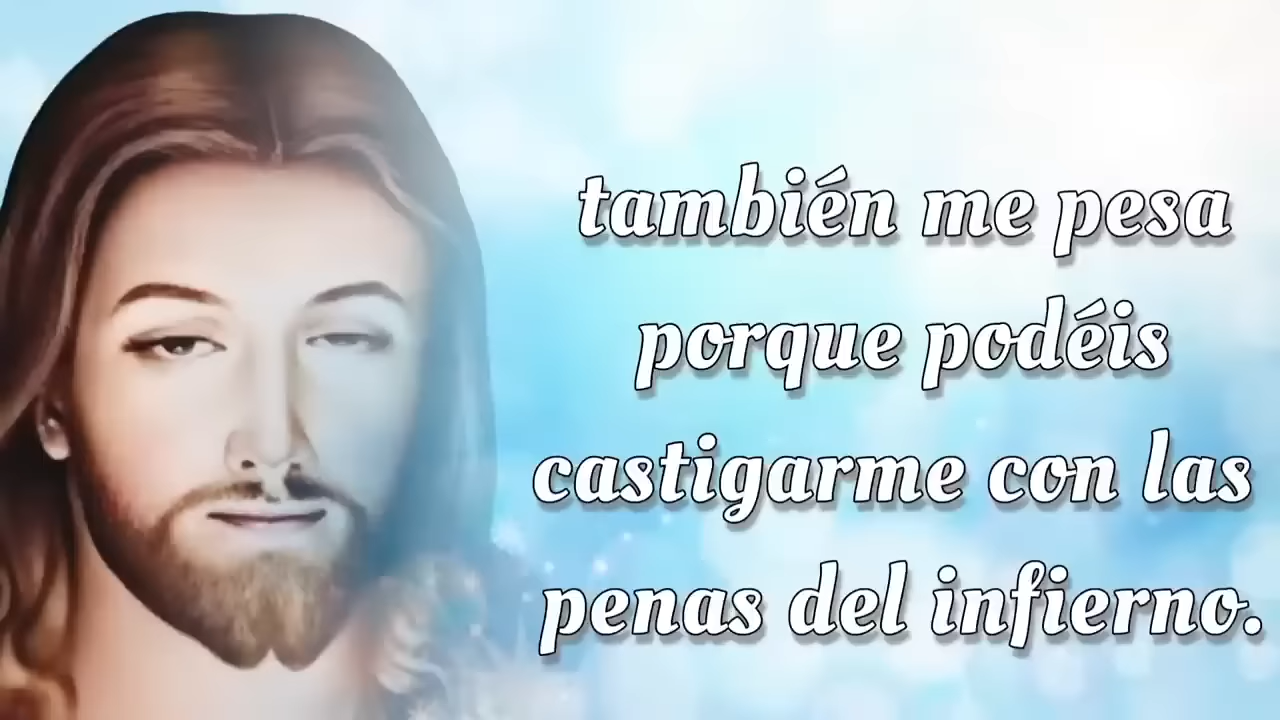 también me pesa
porque podéis
castigarme con las
penas del infierno.